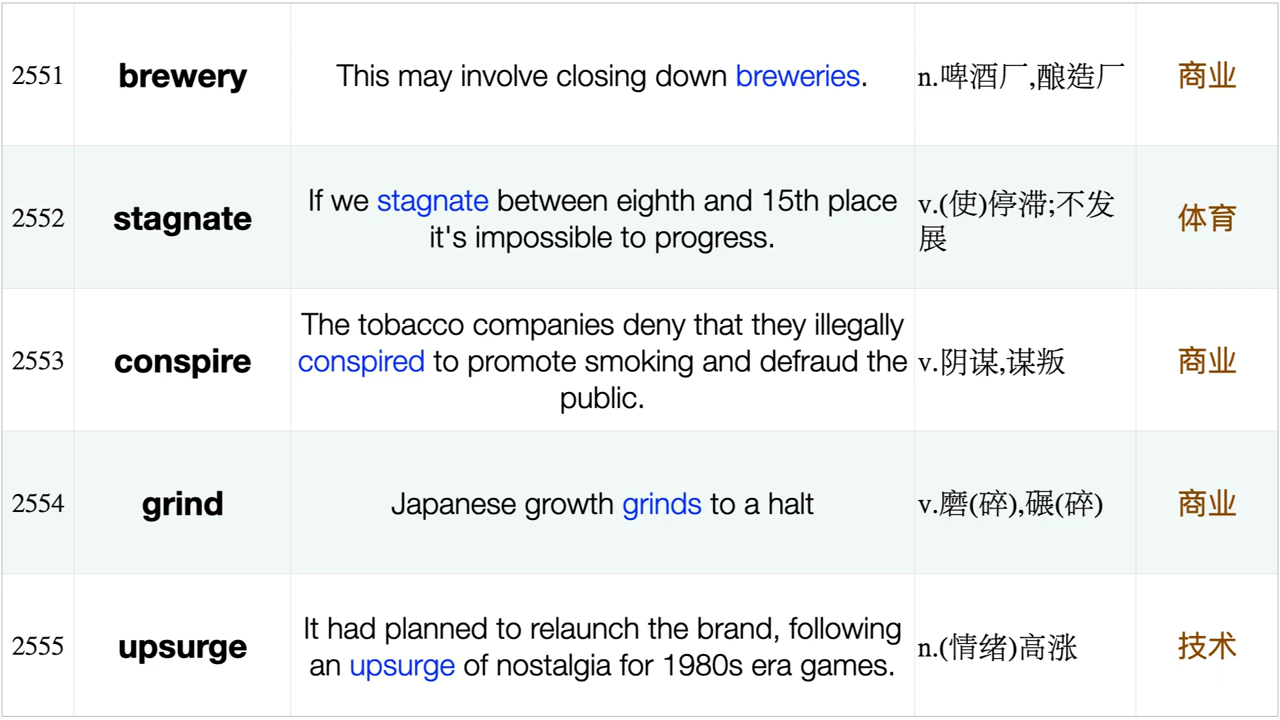 2551 brewery This may involve closing down breweries. n.啤酒厂,酿造厂 商业
2552 stagnate If we stagnate between eighth and 15th place
it's impossible to progress. v.(使)停滞;不发
展 体育
2553 conspire The tobacco companies deny that they illegally
conspired to promote smoking and defraud the
public. v.阴谋,谋叛 商业
2554 grind Japanese growth grinds to a halt v.磨(碎),碾(碎) 商业
2555 upsurge It had planned to relaunch the brand, following
an upsurge of nostalgia for 1980s era games. n.(情绪)高涨 技术